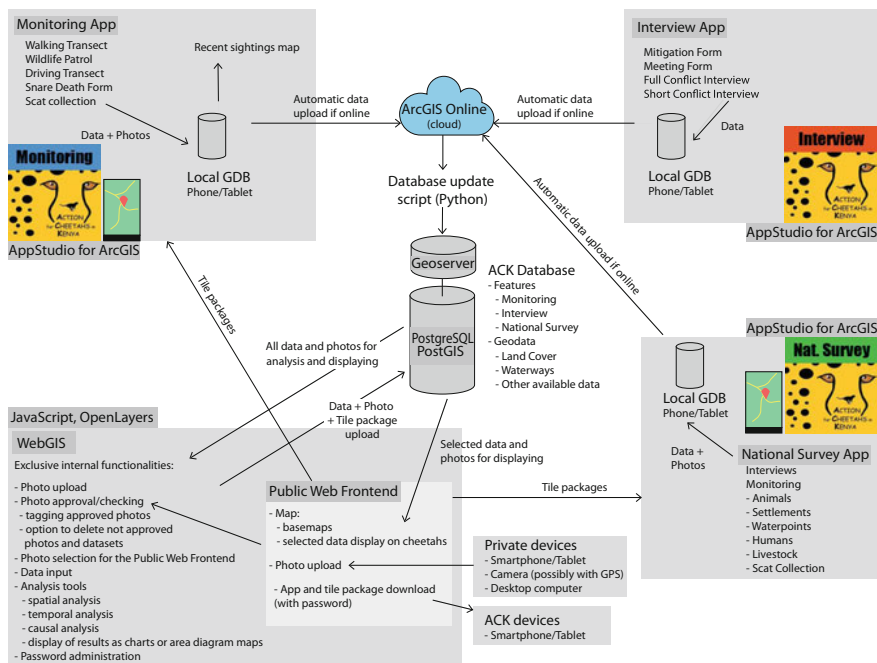 Monitoring App
Walking Transect
Wildlife Patrol
Driving Transect
Snare Death Form
Scat collection
Recent sightings map
Data + Photos
Local GDB
Phone/Tablet
Monitoring
ACTION
for CHEETAHS in
KENYA
AppStudio for ArcGIS
Automatic data
upload if online
ArcGIS Online
(cloud)
Automatic data
upload if online
Interview App
Mitigation Form
Meeting Form
Full Conflict Interview
Short Conflict Interview
Data
Local GDB
Phone/Tablet
Interview
ACTION
for CHEETAHS in
KENYA
AppStudio for ArcGIS
Database update
script (Python)
Automatic data upload if online
Geoserver
PostgreSQL
PostGIS
ACK Database
- Features
- Monitoring
- Interview
- National Survey
- Geodata
- Land Cover
- Waterways
- Other available data
Tile packages
All data and photos for
analysis and displaying
Data + Photo
+ Tile package
upload
Selected data and
photos for displaying
AppStudio for ArcGIS
Nat. Survey
ACTION
for CHEETAHS in
KENYA
Local GDB
Phone/Tablet
Data +
Photos
National Survey App
Interviews
Monitoring
- Animals
- Settlements
- Waterpoints
- Humans
- Livestock
- Scat Collection
JavaScript, OpenLayers
WebGIS
Exclusive internal functionalities:
- Photo upload
- Photo approval/checking
- tagging approved photos
- option to delete not approved
photos and datasets
- Photo selection for the Public Web Frontend
- Data input
- Analysis tools
- spatial analysis
- temporal analysis
- causal analysis
- display of results as charts or area diagram maps
- Password administration
Public Web Frontend
- Map:
- basemaps
- selected data display on cheetahs
- Photo upload
- App and tile package download
(with password)
Tile packages
Private devices
- Smartphone/Tablet
- Camera (possibly with GPS)
- Desktop computer
ACK devices
- Smartphone/Tablet